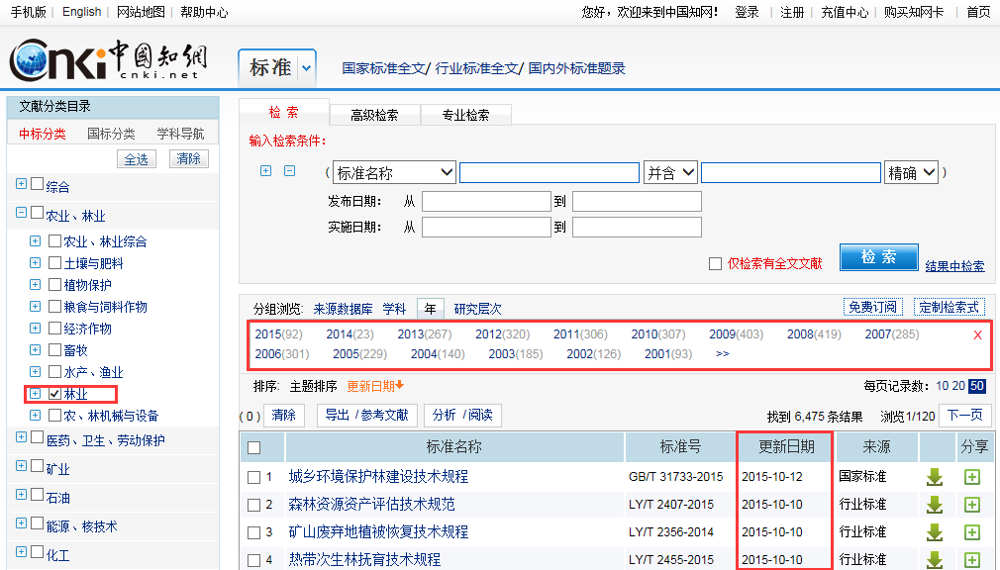 手机版 | English | 网站地图 | 帮助中心
您好，欢迎来到中国知网! 登录 | 注册 | 充值中心 | 购买知网卡 | 首页
Cnki 中国知网
cnki.net
标准
国家标准全文/ 行业标准全文/ 国内外标准题录
文献分类目录
中标分类 国标分类 学科导航
全选 清除
综合
农业、林业
农业、林业综合
土壤与肥料
植物保护
粮食与饲料作物
经济作物
畜牧
水产、渔业
林业
农、林机械与设备
医药、卫生、劳动保护
矿业
石油
能源、核技术
化工
检 索 高级检索 专业检索
输入检索条件:
( 标准名称 并含 精确 )
发布日期: 从 到
实施日期: 从 到
仅检索有全文文献 检 索 结果中检索
分组浏览: 来源数据库 学科 年 研究层次 免费订阅 定制检索式
2015(92) 2014(23) 2013(267) 2012(320) 2011(306) 2010(307) 2009(403) 2008(419) 2007(285) X
2006(301) 2005(229) 2004(140) 2003(185) 2002(126) 2001(93) >>
排序: 主题排序 更新日期 每页记录数: 10 20 50
( 0 ) 清除 导出 /参考文献 分析 /阅读 找到 6,475 条结果 浏览1/120 下一页
标准名称 标准号 更新日期 来源 分享
1 城乡环境保护林建设技术规程 GB/T 31733-2015 2015-10-12 国家标准
2 森林资源资产评估技术规范 LY/T 2407-2015 2015-10-10 行业标准
3 矿山废弃地植被恢复技术规程 LY/T 2356-2014 2015-10-10 行业标准
4 热带次生林抚育技术规程 LY/T 2455-2015 2015-10-10 行业标准